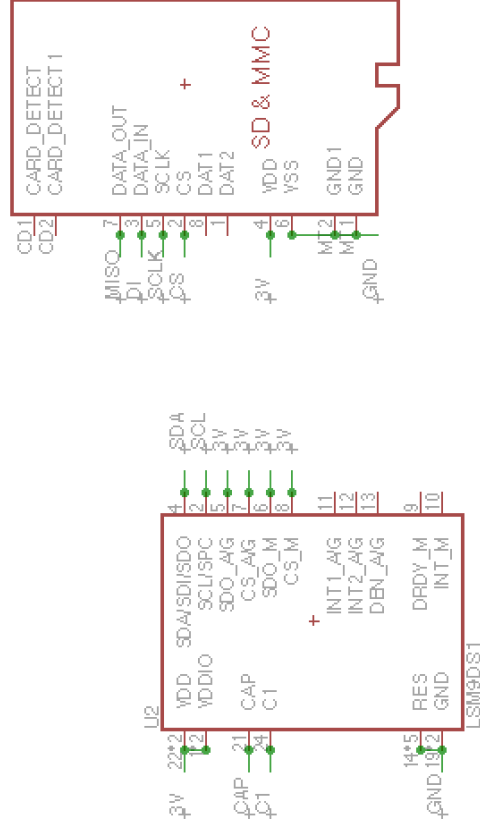 U2
3V 22*2 VDD SDA/SDI/SDO 4 SDA
1*2 VDDIO SCL/SPC 2 SCL
SDO_A/G 5 3V
CAP 21 CAP CS_A/G 7 3V
C1 24 C1 SDO_M 6 3V
CS_M 8 3V
INT1_A/G 11
INT2_A/G 12
DEN_A/G 13
14*5 RES DRDY_M 9
GND 19*2 GND INT_M 10
LSM9DS1
CD1 CARD_DETECT
CD2 CARD_DETECT1
MISO 7 DATA_OUT
DI 3 DATA_IN
SCLK 5 SCLK
CS 2 CS
8 DAT1
1 DAT2
SD & MMC
3V 4 VDD
6 VSS
MT2 GND1
MT1 GND
GND